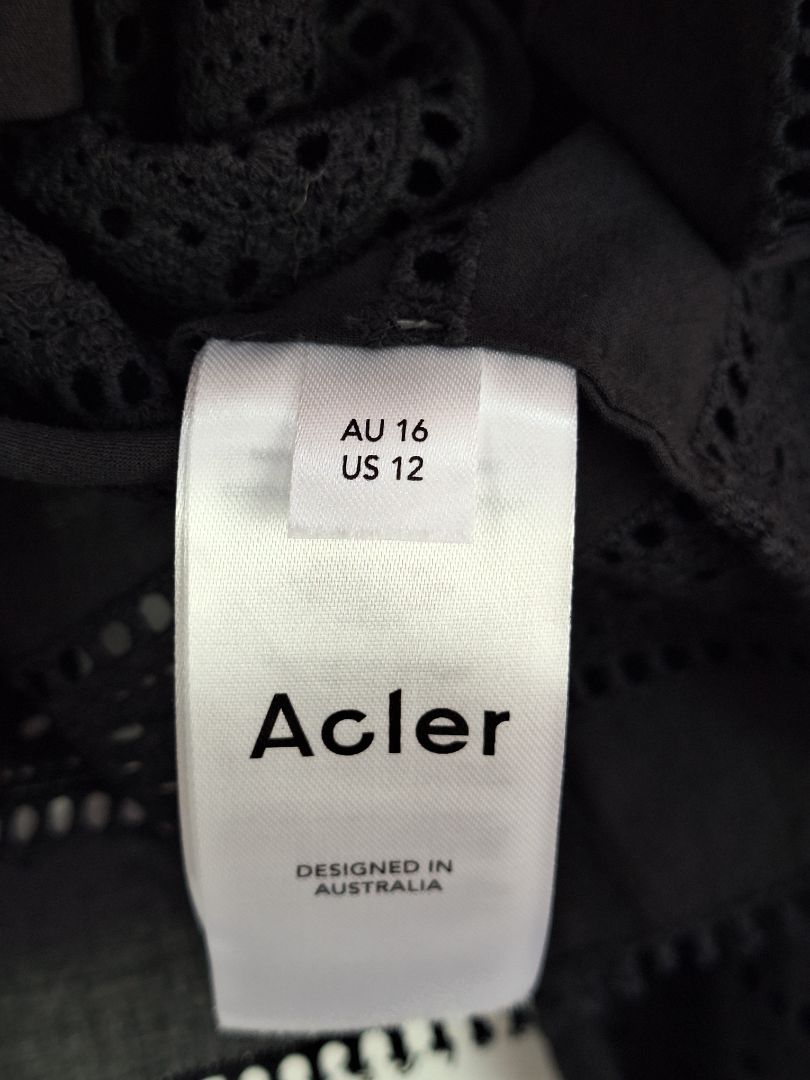 AU 16
US 12
Acler
DESIGNED IN
AUSTRALIA